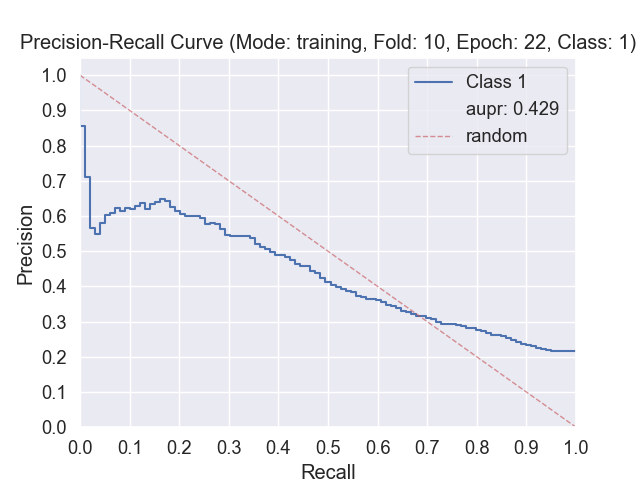 Precision-Recall Curve (Mode: training, Fold: 10, Epoch: 22, Class: 1)
1.0
0.9
0.8
0.7
0.6
0.5
0.4
0.3
0.2
0.1
0.0
Precision
Class 1
aupr: 0.429
random
0.0 0.1 0.2 0.3 0.4 0.5 0.6 0.7 0.8 0.9 1.0
Recall